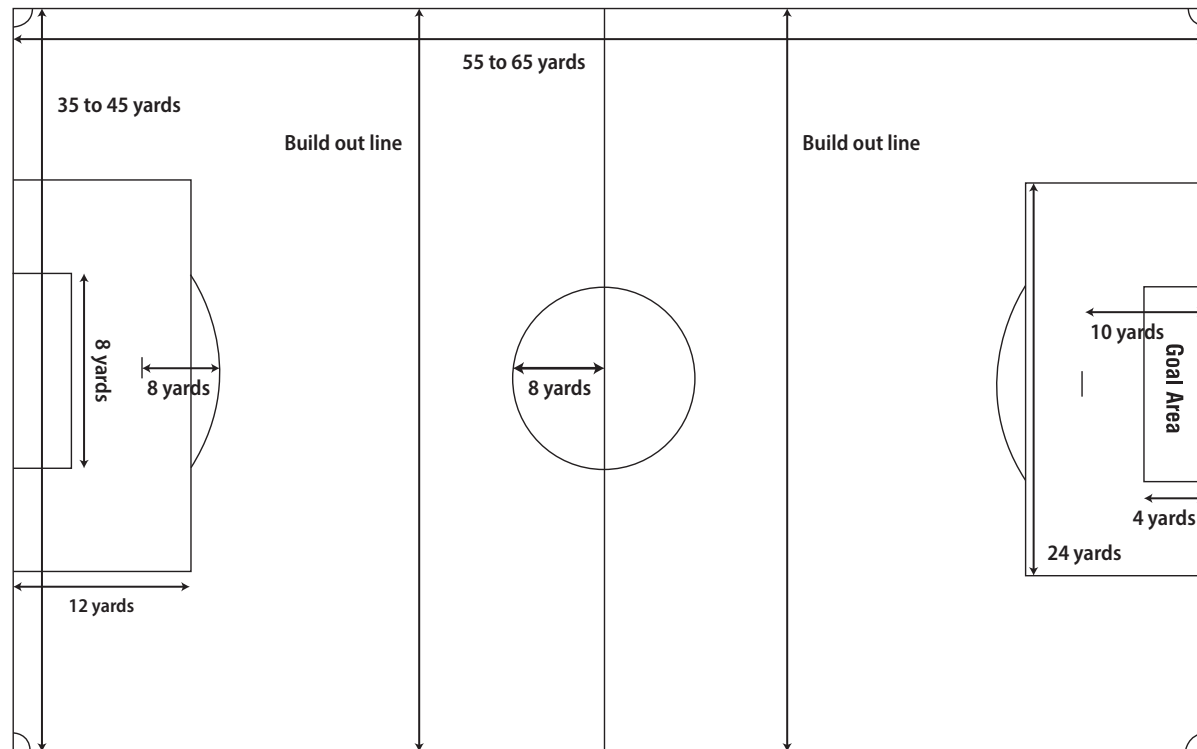 55 to 65 yards
35 to 45 yards
Build out line
Build out line
10 yards
Goal Area
8 yards
8 yards
8 yards
4 yards
24 yards
12 yards